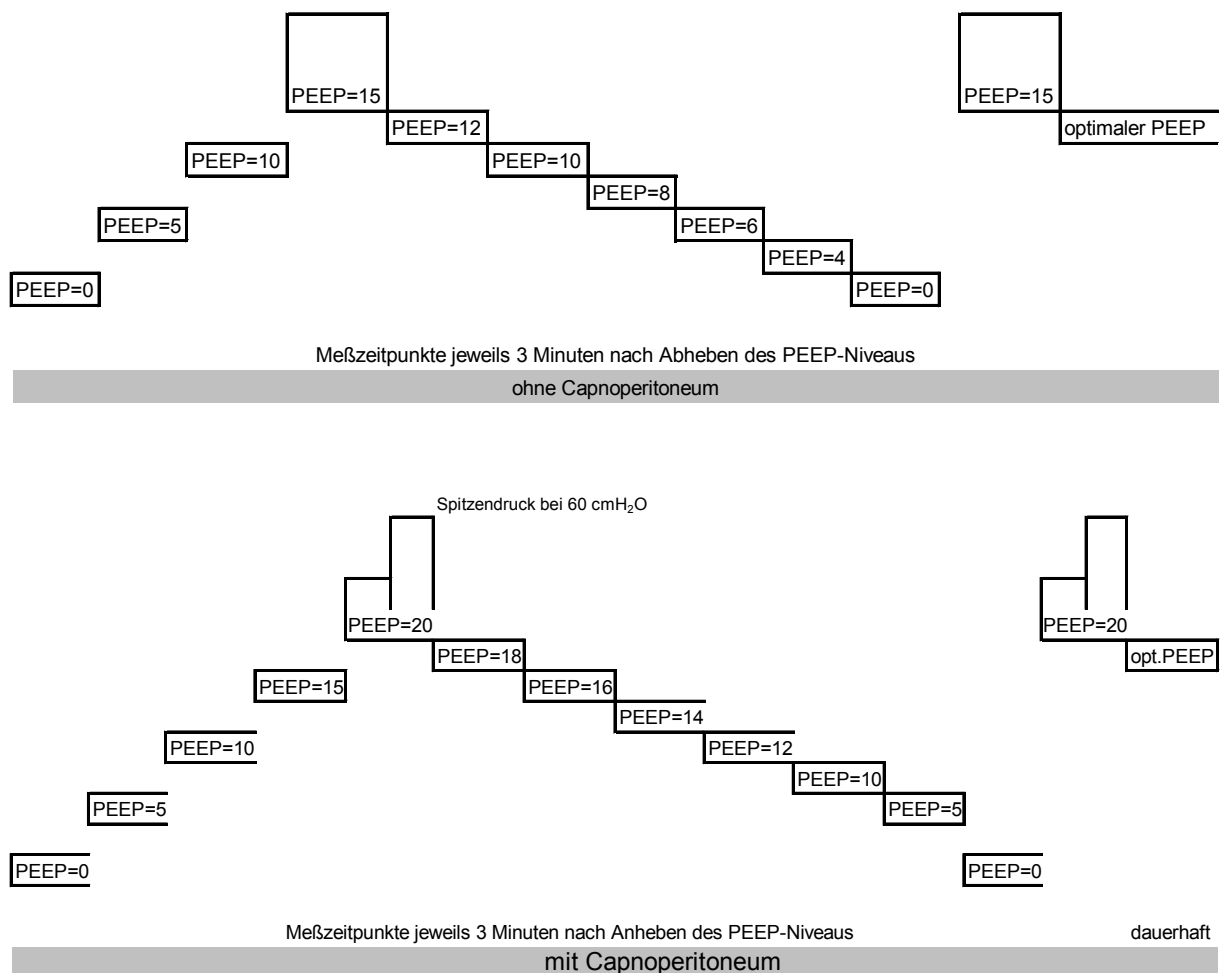 PEEP=15 PEEP=15
PEEP=12 optimaler PEEP
PEEP=10 PEEP=10
PEEP=8
PEEP=5 PEEP=6
PEEP=4
PEEP=0 PEEP=0
Meßzeitpunkte jeweils 3 Minuten nach Abheben des PEEP-Niveaus
ohne Capnoperitoneum
Spitzendruck bei 60 cmH₂O
PEEP=20 PEEP=20
PEEP=18 opt.PEEP
PEEP=15 PEEP=16
PEEP=14
PEEP=10 PEEP=12
PEEP=10
PEEP=5 PEEP=5
PEEP=0 PEEP=0
Meßzeitpunkte jeweils 3 Minuten nach Anheben des PEEP-Niveaus dauerhaft
mit Capnoperitoneum